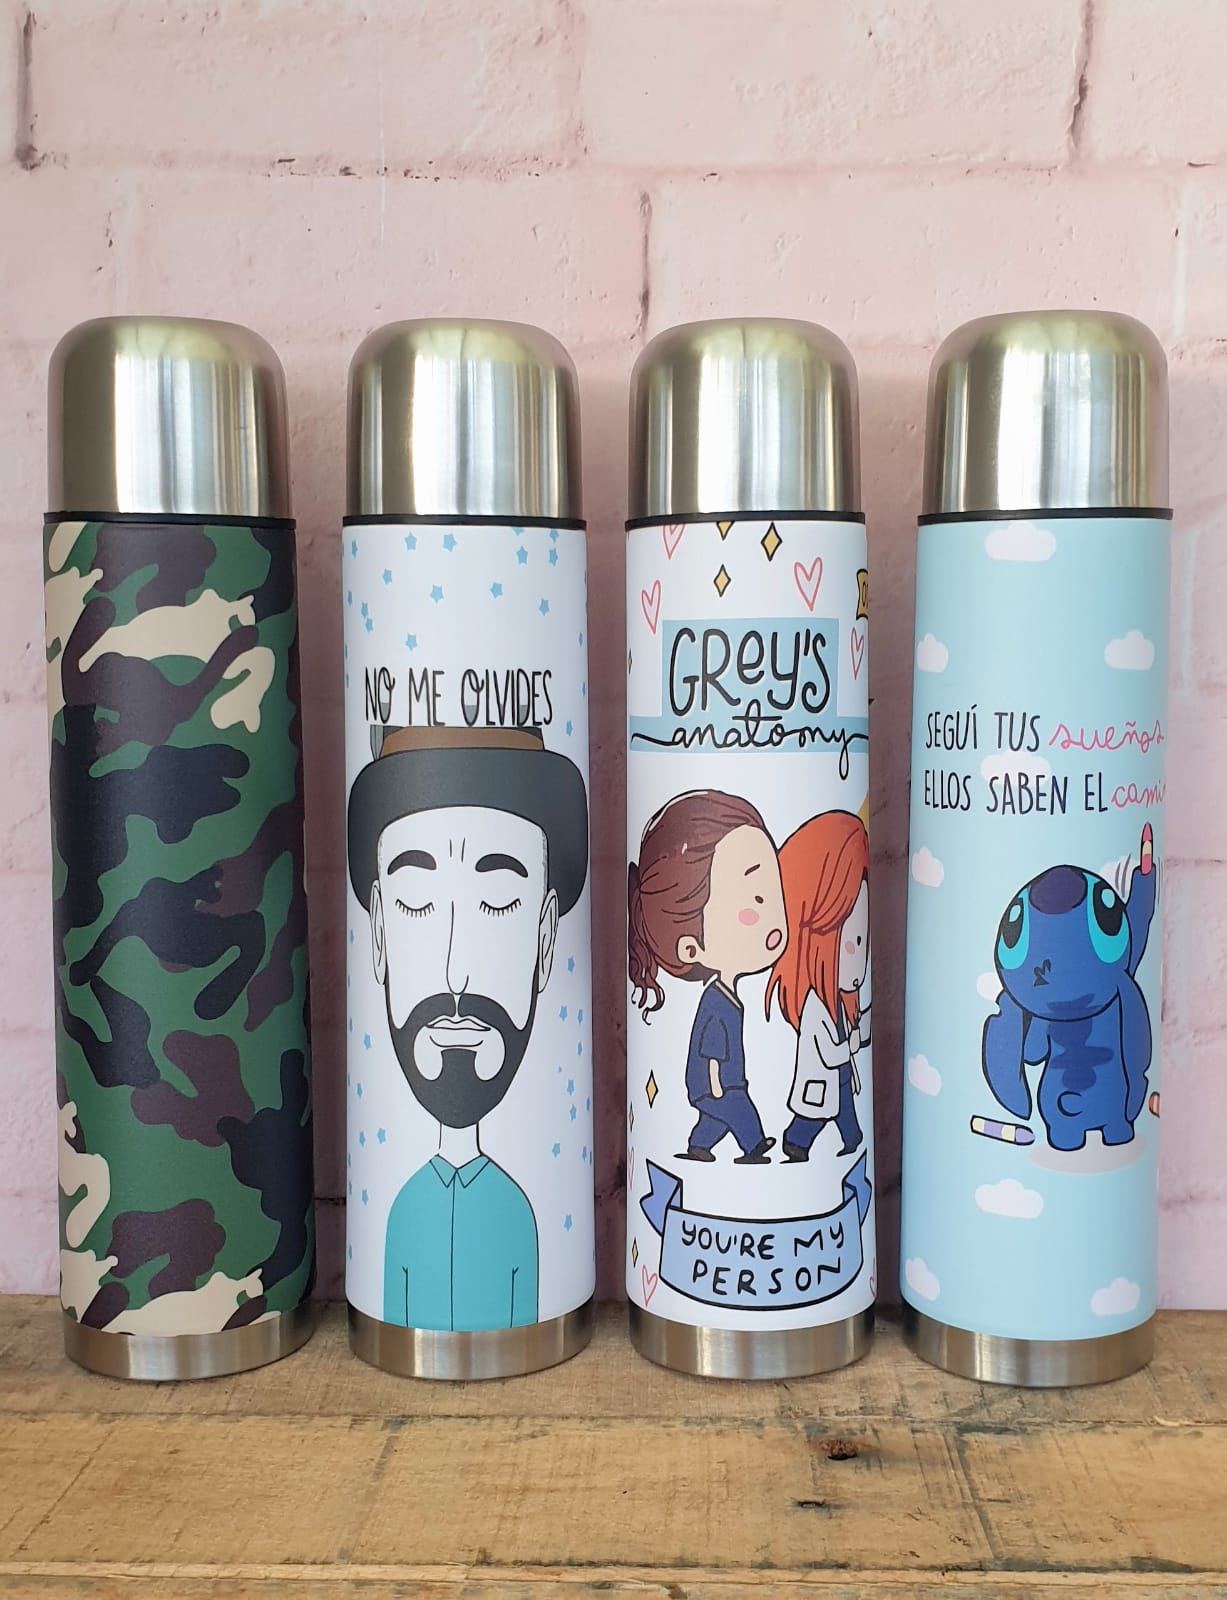 NO ME OLVIDES
GREY'S
anatomy
YOU'RE MY
PERSON
SEGUÍ TUS sueños
ELLOS SABEN EL